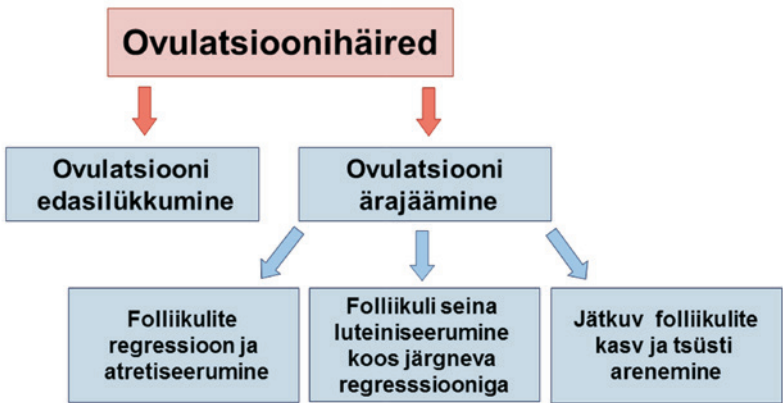 Ovulatsioonihäired
Ovulatsiooni
edasilükkumine
Ovulatsiooni
ärajäämine
Folliikulite
regressioon ja
atretiseerumine
Folliikuli seina
luteiniseerumine
koos järgneva
regresssiooniga
Jätkuv folliikulite
kasv ja tsüsti
arenemine